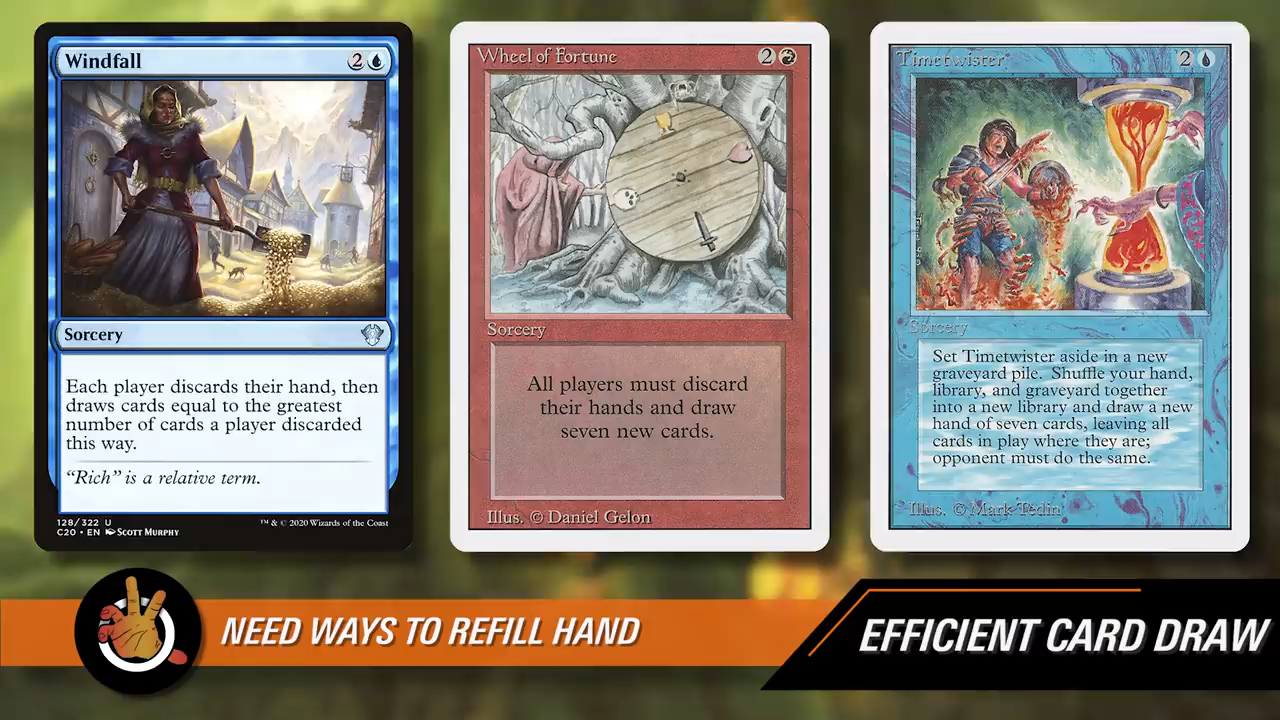 Windfall
2
Sorcery
Each player discards their hand, then
draws cards equal to the greatest
number of cards a player discarded
this way.
“Rich” is a relative term.
128/322 U
C20 • EN Scott Murphy
™ & © 2020 Wizards of the Coast
Wheel of Fortune
2
Sorcery
All players must discard
their hands and draw
seven new cards.
Illus. © Daniel Gelon
Timetwister
2
Sorcery
Set Timetwister aside in a new
graveyard pile. Shuffle your hand,
library, and graveyard together
into a new library and draw a new
hand of seven cards, leaving all
cards in play where they are;
opponent must do the same.
Illus. © Mark Tedin
NEED WAYS TO REFILL HAND
EFFICIENT CARD DRAW